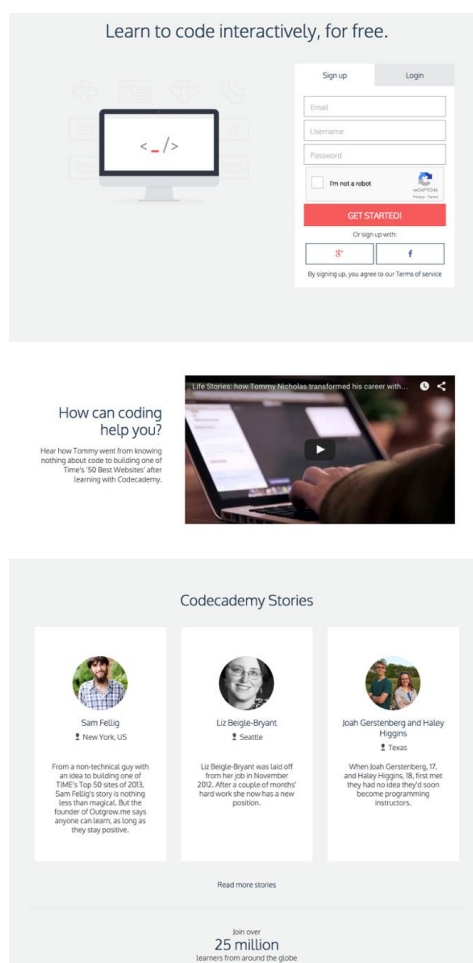 Learn to code interactively, for free.
< _ />
Sign up
Login
Email
Username
Password
I'm not a robot
reCAPTCHA
Privacy - Terms
GET STARTED!
Or sign up with:
g+
f
By signing up, you agree to our Terms of service
How can coding
help you?
Hear how Tommy went from knowing
nothing about code to building one of
Time's '50 Best Websites' after
learning with Codecademy.
Life Stories: how Tommy Nicholas transformed his career with...
Codecademy Stories
Sam Fellig
New York, US
From a non-technical guy with
an idea to building one of
TIME's Top 50 sites of 2013,
Sam Fellig's story is nothing
less than magical. But the
founder of Outgrow.me says
anyone can learn, as long as
they stay positive.
Liz Beigle-Bryant
Seattle
Liz Beigle-Bryant was laid off
from her job in November
2012. After a couple of months'
hard work she now has a new
position.
Joah Gerstenberg and Haley
Higgins
Texas
When Joah Gerstenberg, 17,
and Haley Higgins, 18, first met
they had no idea they'd soon
become programming
instructors.
Read more stories
Join over
25 million
learners from around the globe